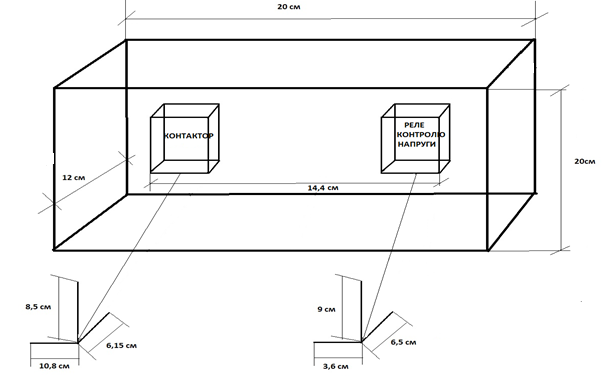 20 см
КОНТАКТОР
РЕЛЕ
КОНТРОЛЮ
НАПРУГИ
12 см
20см
14,4 см
8,5 см
6,15 см
10,8 см
9 см
6,5 см
3,6 см